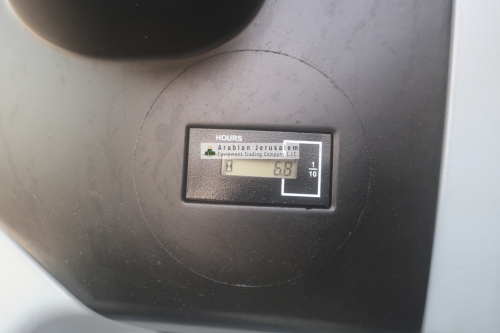 HOURS
Arabian Jerusalem
Equipment Trading Company LLC
H 68
1
10